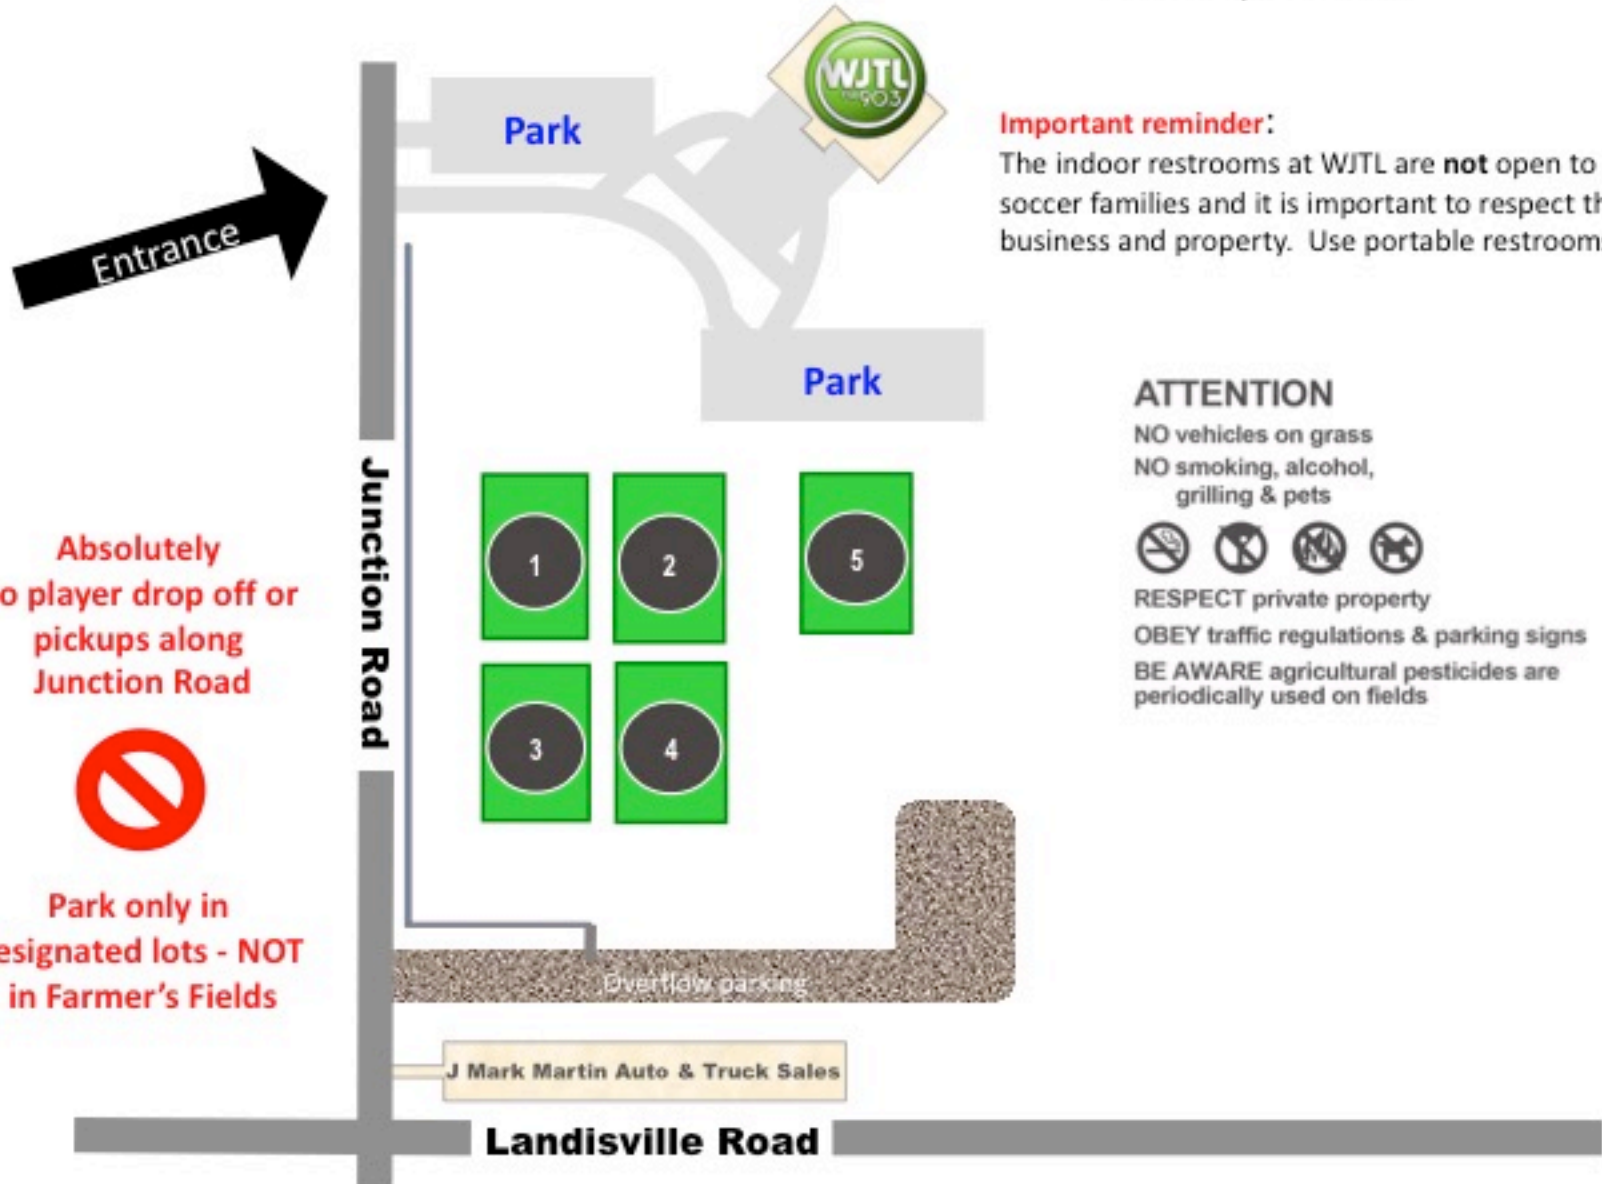 WJTL
FM 90.3
Park
Important reminder:
The indoor restrooms at WJTL are not open to
soccer families and it is important to respect th
business and property. Use portable restroom
Entrance
Park
ATTENTION
NO vehicles on grass
NO smoking, alcohol,
grilling & pets
RESPECT private property
OBEY traffic regulations & parking signs
BE AWARE agricultural pesticides are
periodically used on fields
Junction Road
1
2
5
3
4
Absolutely
o player drop off or
pickups along
Junction Road
Park only in
esignated lots - NOT
in Farmer's Fields
Overflow parking
J Mark Martin Auto & Truck Sales
Landisville Road